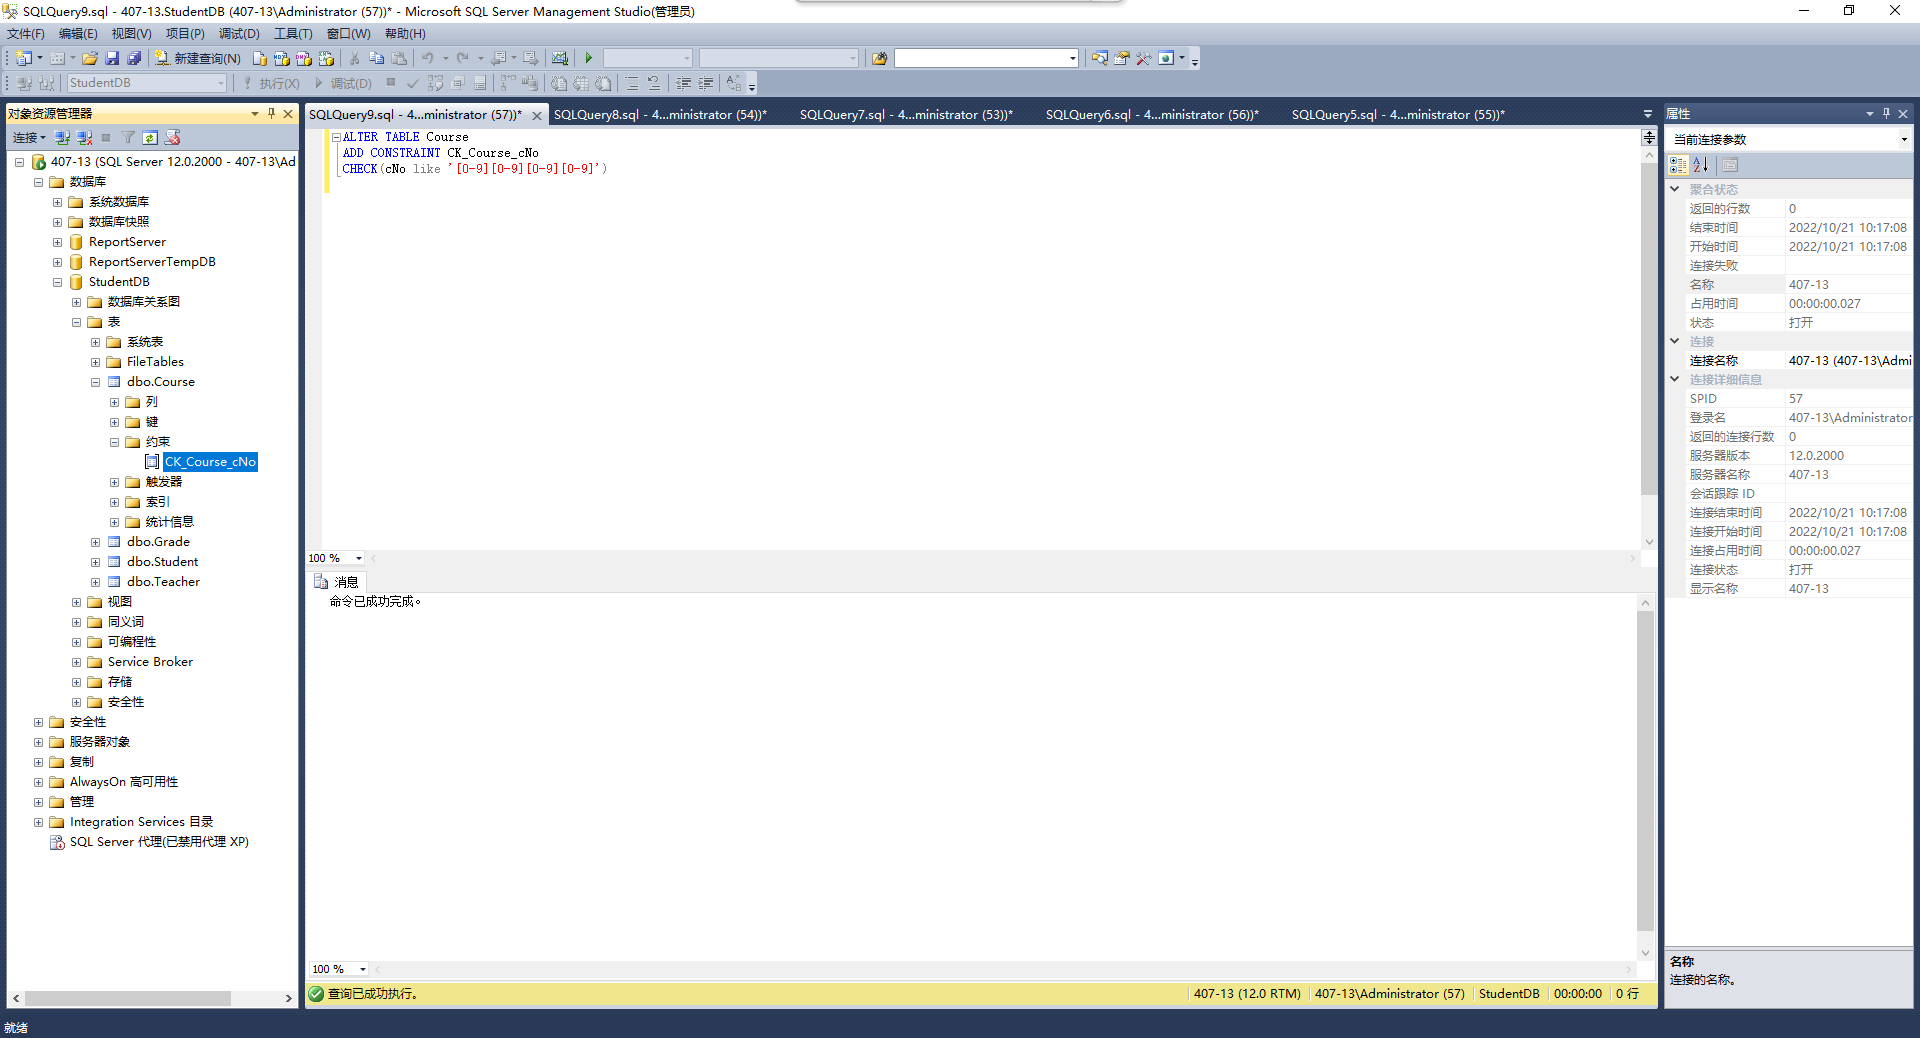 SQLQuery9.sql - 407-13.StudentDB (407-13\Administrator (57))* - Microsoft SQL Server Management Studio(管理员)
文件(F) 编辑(E) 视图(V) 项目(P) 调试(D) 工具(T) 窗口(W) 帮助(H)
新建查询(N)
StudentDB 执行(X) 调试(D)
对象资源管理器
连接
407-13 (SQL Server 12.0.2000 - 407-13\Ad
数据库
系统数据库
数据库快照
ReportServer
ReportServerTempDB
StudentDB
数据库关系图
表
系统表
FileTables
dbo.Course
列
键
约束
CK_Course_cNo
触发器
索引
统计信息
dbo.Grade
dbo.Student
dbo.Teacher
视图
同义词
可编程性
Service Broker
存储
安全性
安全性
服务器对象
复制
AlwaysOn 高可用性
管理
Integration Services 目录
SQL Server 代理(已禁用代理 XP)
SQLQuery9.sql - 4...ministrator (57))* SQLQuery8.sql - 4...ministrator (54))* SQLQuery7.sql - 4...ministrator (53))* SQLQuery6.sql - 4...ministrator (56))* SQLQuery5.sql - 4...ministrator (55))*
ALTER TABLE Course
ADD CONSTRAINT CK_Course_cNo
CHECK(cNo like '[0-9][0-9][0-9][0-9]')
100 %
消息
命令已成功完成。
100 %
查询已成功执行。 407-13 (12.0 RTM) 407-13\Administrator (57) StudentDB 00:00:00 0 行
属性
当前连接参数
聚合状态
返回的行数 0
结束时间 2022/10/21 10:17:08
开始时间 2022/10/21 10:17:08
连接失败
名称 407-13
占用时间 00:00:00.027
状态 打开
连接
连接名称 407-13 (407-13\Admi
连接详细信息
SPID 57
登录名 407-13\Administrator
返回的连接行数 0
服务器版本 12.0.2000
服务器名称 407-13
会话跟踪 ID
连接结束时间 2022/10/21 10:17:08
连接开始时间 2022/10/21 10:17:08
连接占用时间 00:00:00.027
连接状态 打开
显示名称 407-13
名称
连接的名称。
就绪